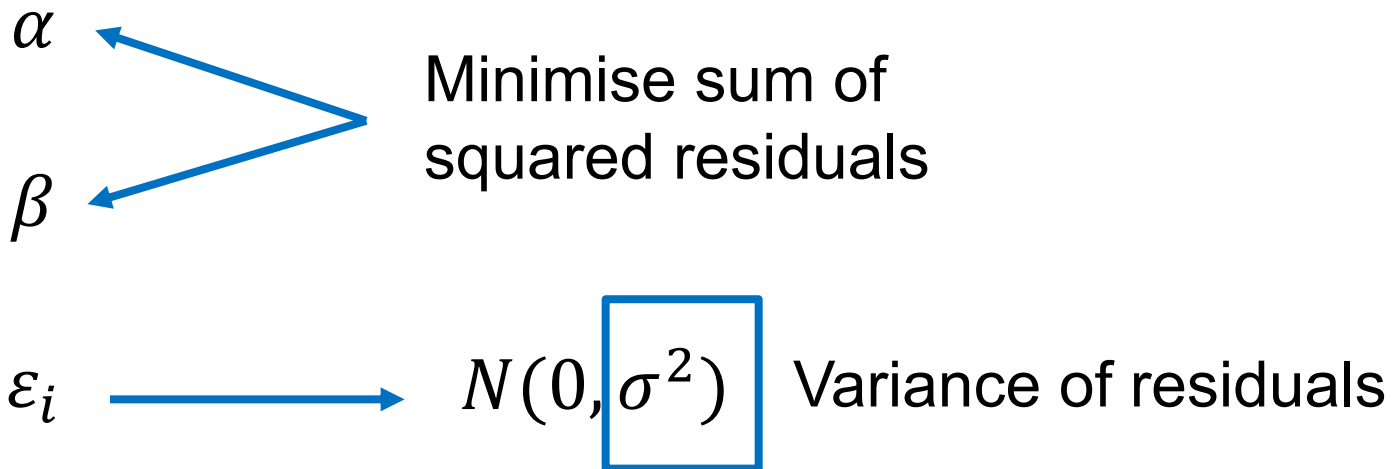 α
Minimise sum of
squared residuals
β
εᵢ N(0, σ²) Variance of residuals